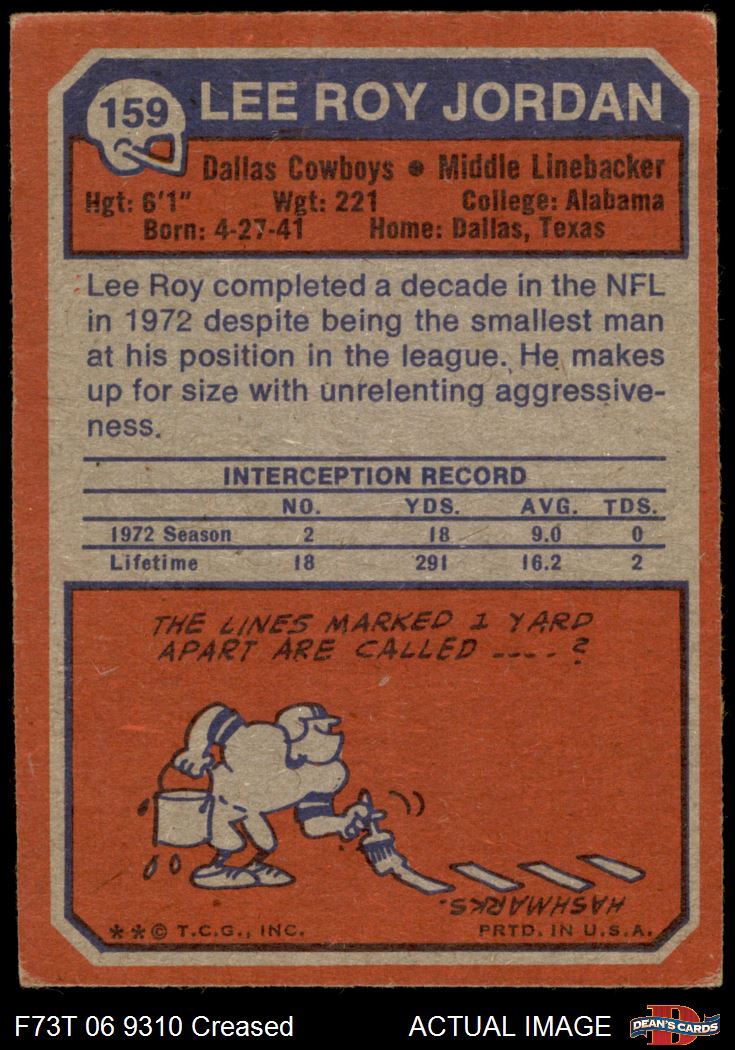 159 LEE ROY JORDAN
Dallas Cowboys • Middle Linebacker
Hgt: 6'1" Wgt: 221 College: Alabama
Born: 4-27-41 Home: Dallas, Texas
Lee Roy completed a decade in the NFL
in 1972 despite being the smallest man
at his position in the league. He makes
up for size with unrelenting aggressive-
ness.
INTERCEPTION RECORD
NO. YDS. AVG. TDS.
1972 Season 2 18 9.0 0
Lifetime 18 291 16.2 2
THE LINES MARKED 1 YARD
APART ARE CALLED ----?
HASHMARKS.
**© T.C.G., INC. PRTD. IN U.S.A.
F73T 06 9310 Creased ACTUAL IMAGE DEAN'S CARDS